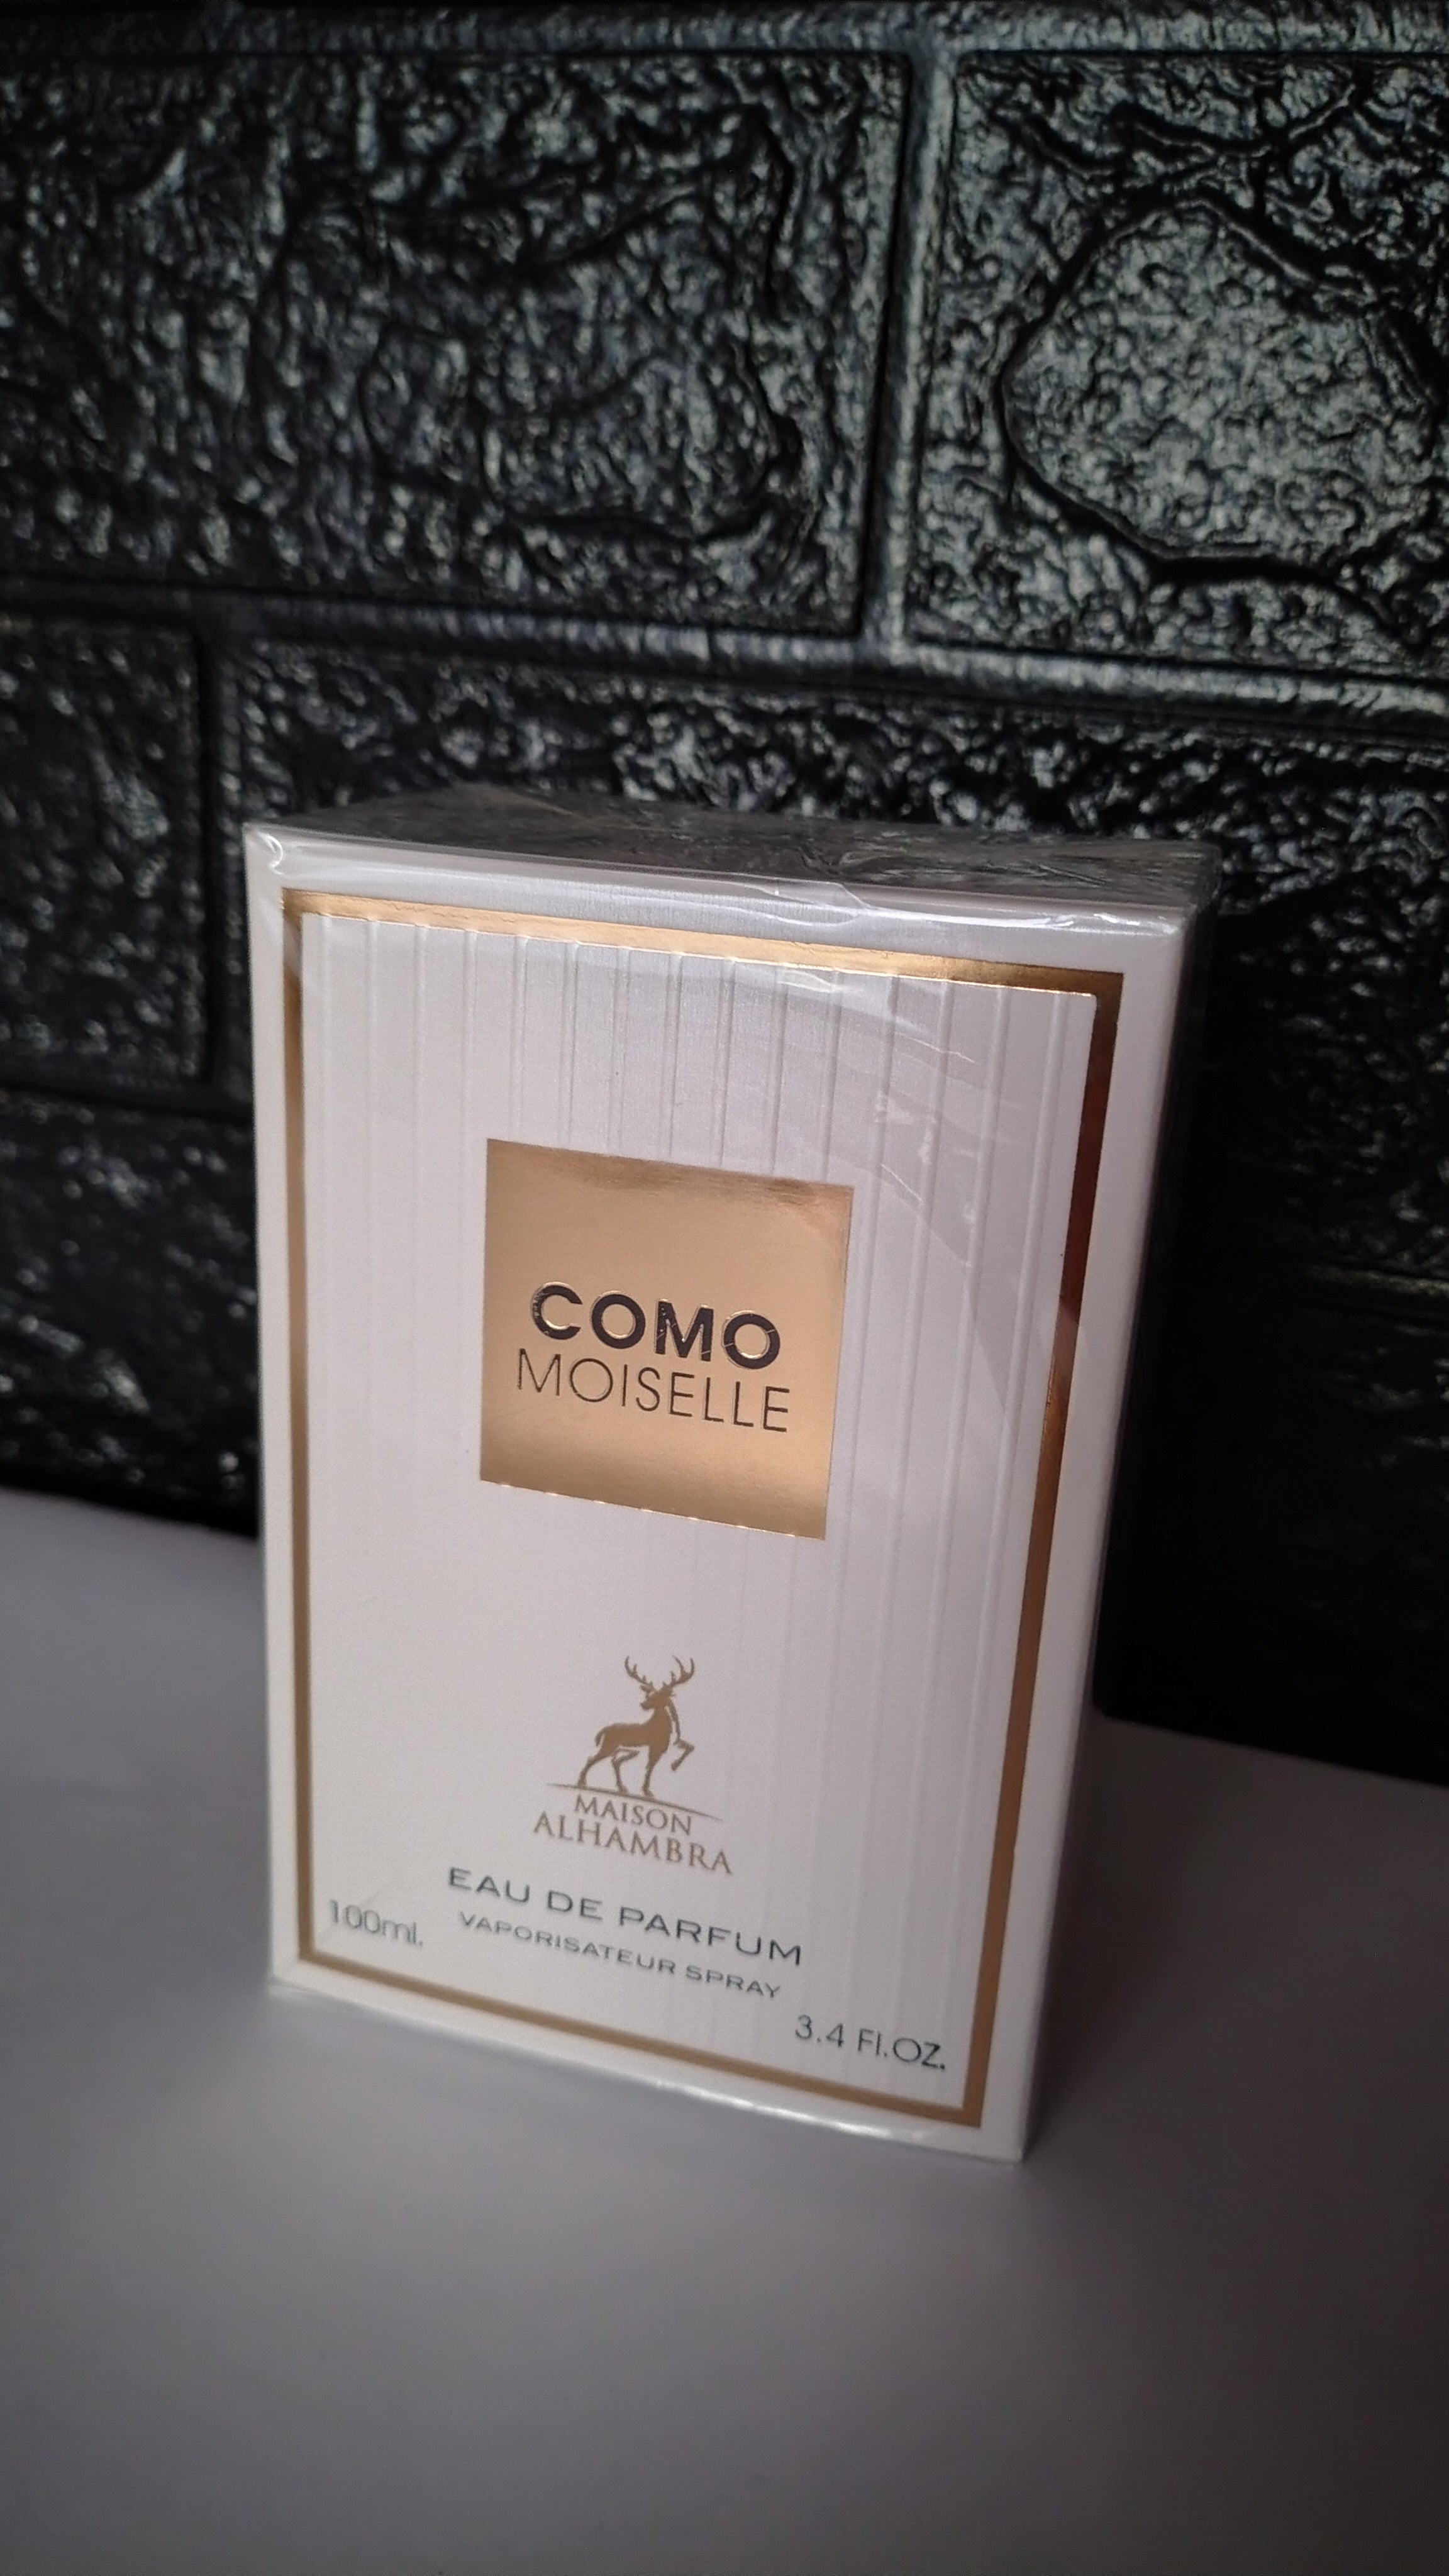 COMO
MOISELLE
MAISON
ALHAMBRA
EAU DE PARFUM
VAPORISATEUR SPRAY
100ml.
3.4 Fl.OZ.